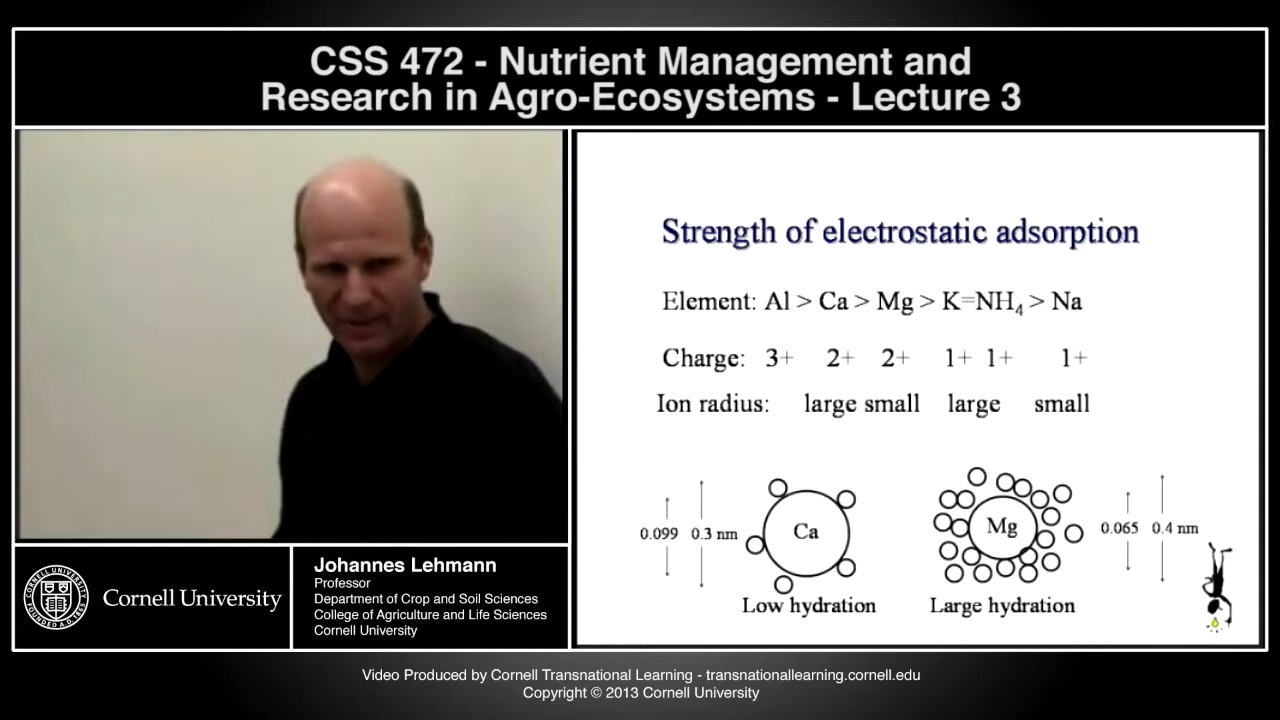 CSS 472 - Nutrient Management and
Research in Agro-Ecosystems - Lecture 3
Strength of electrostatic adsorption
Element: Al > Ca > Mg > K=NH₄ > Na
Charge: 3+ 2+ 2+ 1+ 1+ 1+
Ion radius: large small large small
0.099 0.3 nm Ca Mg 0.065 0.4 nm
Low hydration Large hydration
Cornell University
Johannes Lehmann
Professor
Department of Crop and Soil Sciences
College of Agriculture and Life Sciences
Cornell University
Video Produced by Cornell Transnational Learning - transnationallearning.cornell.edu
Copyright © 2013 Cornell University